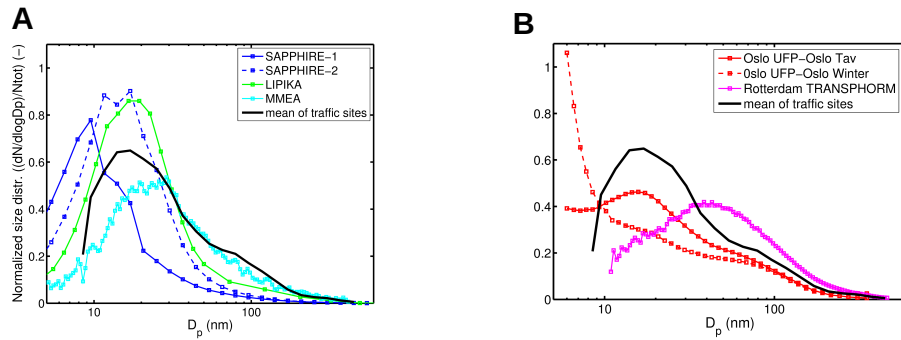 A
B
Normalized size distr. ((dN/dlogDp)/Ntot) (−)
1
0.8
0.6
0.4
0.2
0
SAPPHIRE−1
SAPPHIRE−2
LIPIKA
MMEA
mean of traffic sites
10
100
Dp (nm)
1
0.8
0.6
0.4
0.2
0
Oslo UFP−Oslo Tav
0slo UFP−Oslo Winter
Rotterdam TRANSPHORM
mean of traffic sites
10
100
Dp (nm)